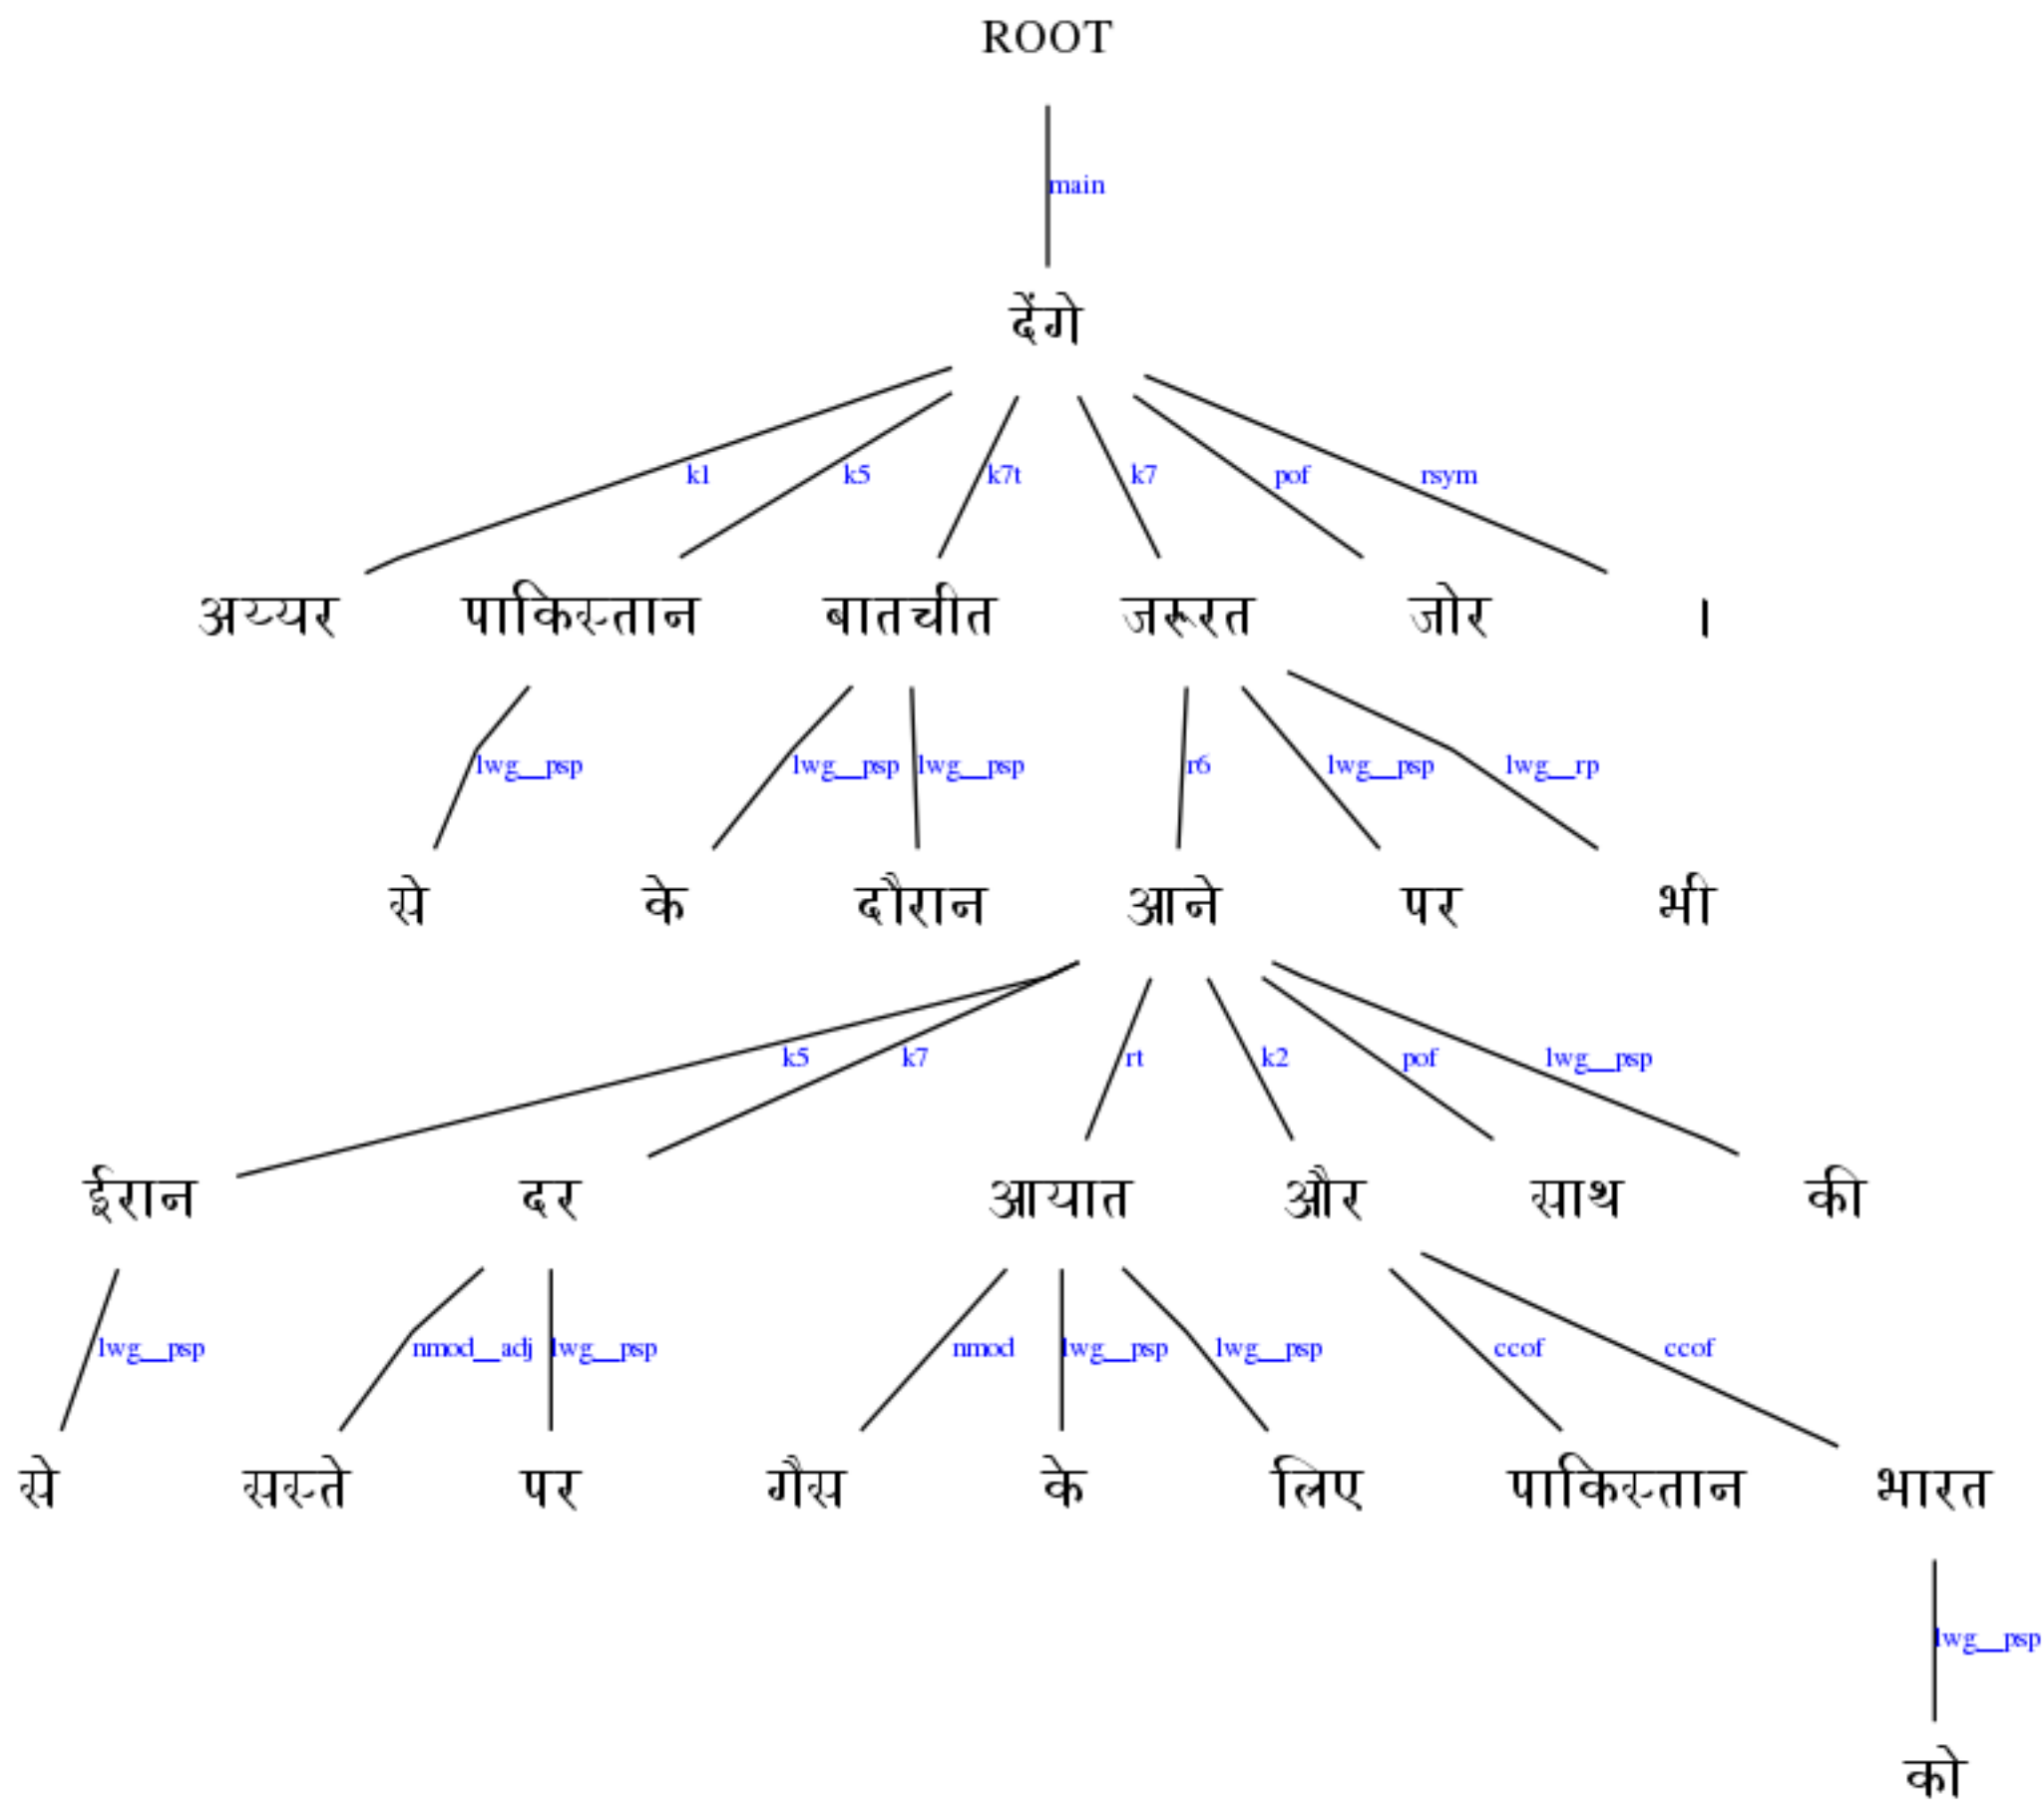 ROOT
main
देंगे
k1 k5 k7t k7 pof rsym
अय्यर पाकिस्तान बातचीत जरूरत जोर ।
lwg__psp lwg__psp lwg__psp r6 lwg__psp lwg__rp
से के दौरान आने पर भी
k5 k7 rt k2 pof lwg__psp
ईरान दर आयात और साथ की
lwg__psp nmod__adj lwg__psp nmod lwg__psp lwg__psp ccof ccof
से सस्ते पर गैस के लिए पाकिस्तान भारत
lwg__psp
को